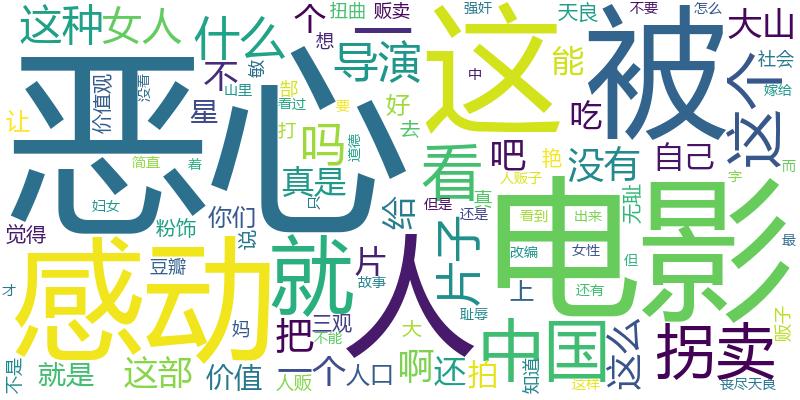 这种
女人
什么
个
扭曲
贩卖
一
想
强奸
天良
不要
怎么
大山
恶心
这
被
这个
导演
能
中
社会
嫁给
不
敏
郜
看过
价值观
没看
山里
星
让
打
要
好
去
吃
吗
看
吧
艳
没有
自己
简直
着
道德
真是
只
给
人贩子
真
但是
还是
无耻
字
而
妇女
粉饰
你们
说
觉得
感动
就
人
片
片子
电影
看到
出来
改编
女性
但
最
豆瓣
故事
上
还有
耻辱
才
妈
把
三观
不能
大
中国
这么
拐卖
贩子
不是
就是
这部
价值
人贩
一个
人口
啊
还
拍
知道
这样
丧尽天良